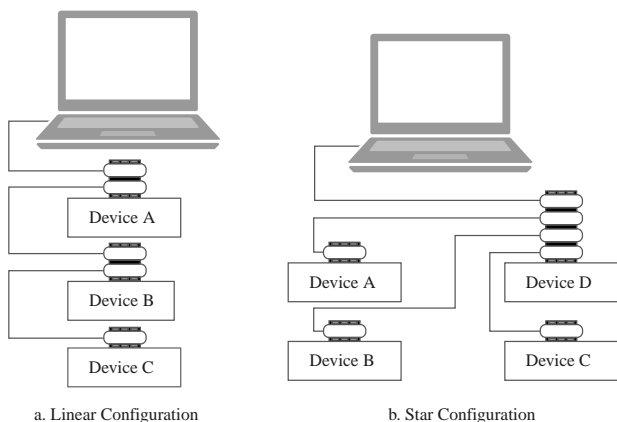 Device A
Device B
Device C
a. Linear Configuration
Device A
Device D
Device B
Device C
b. Star Configuration